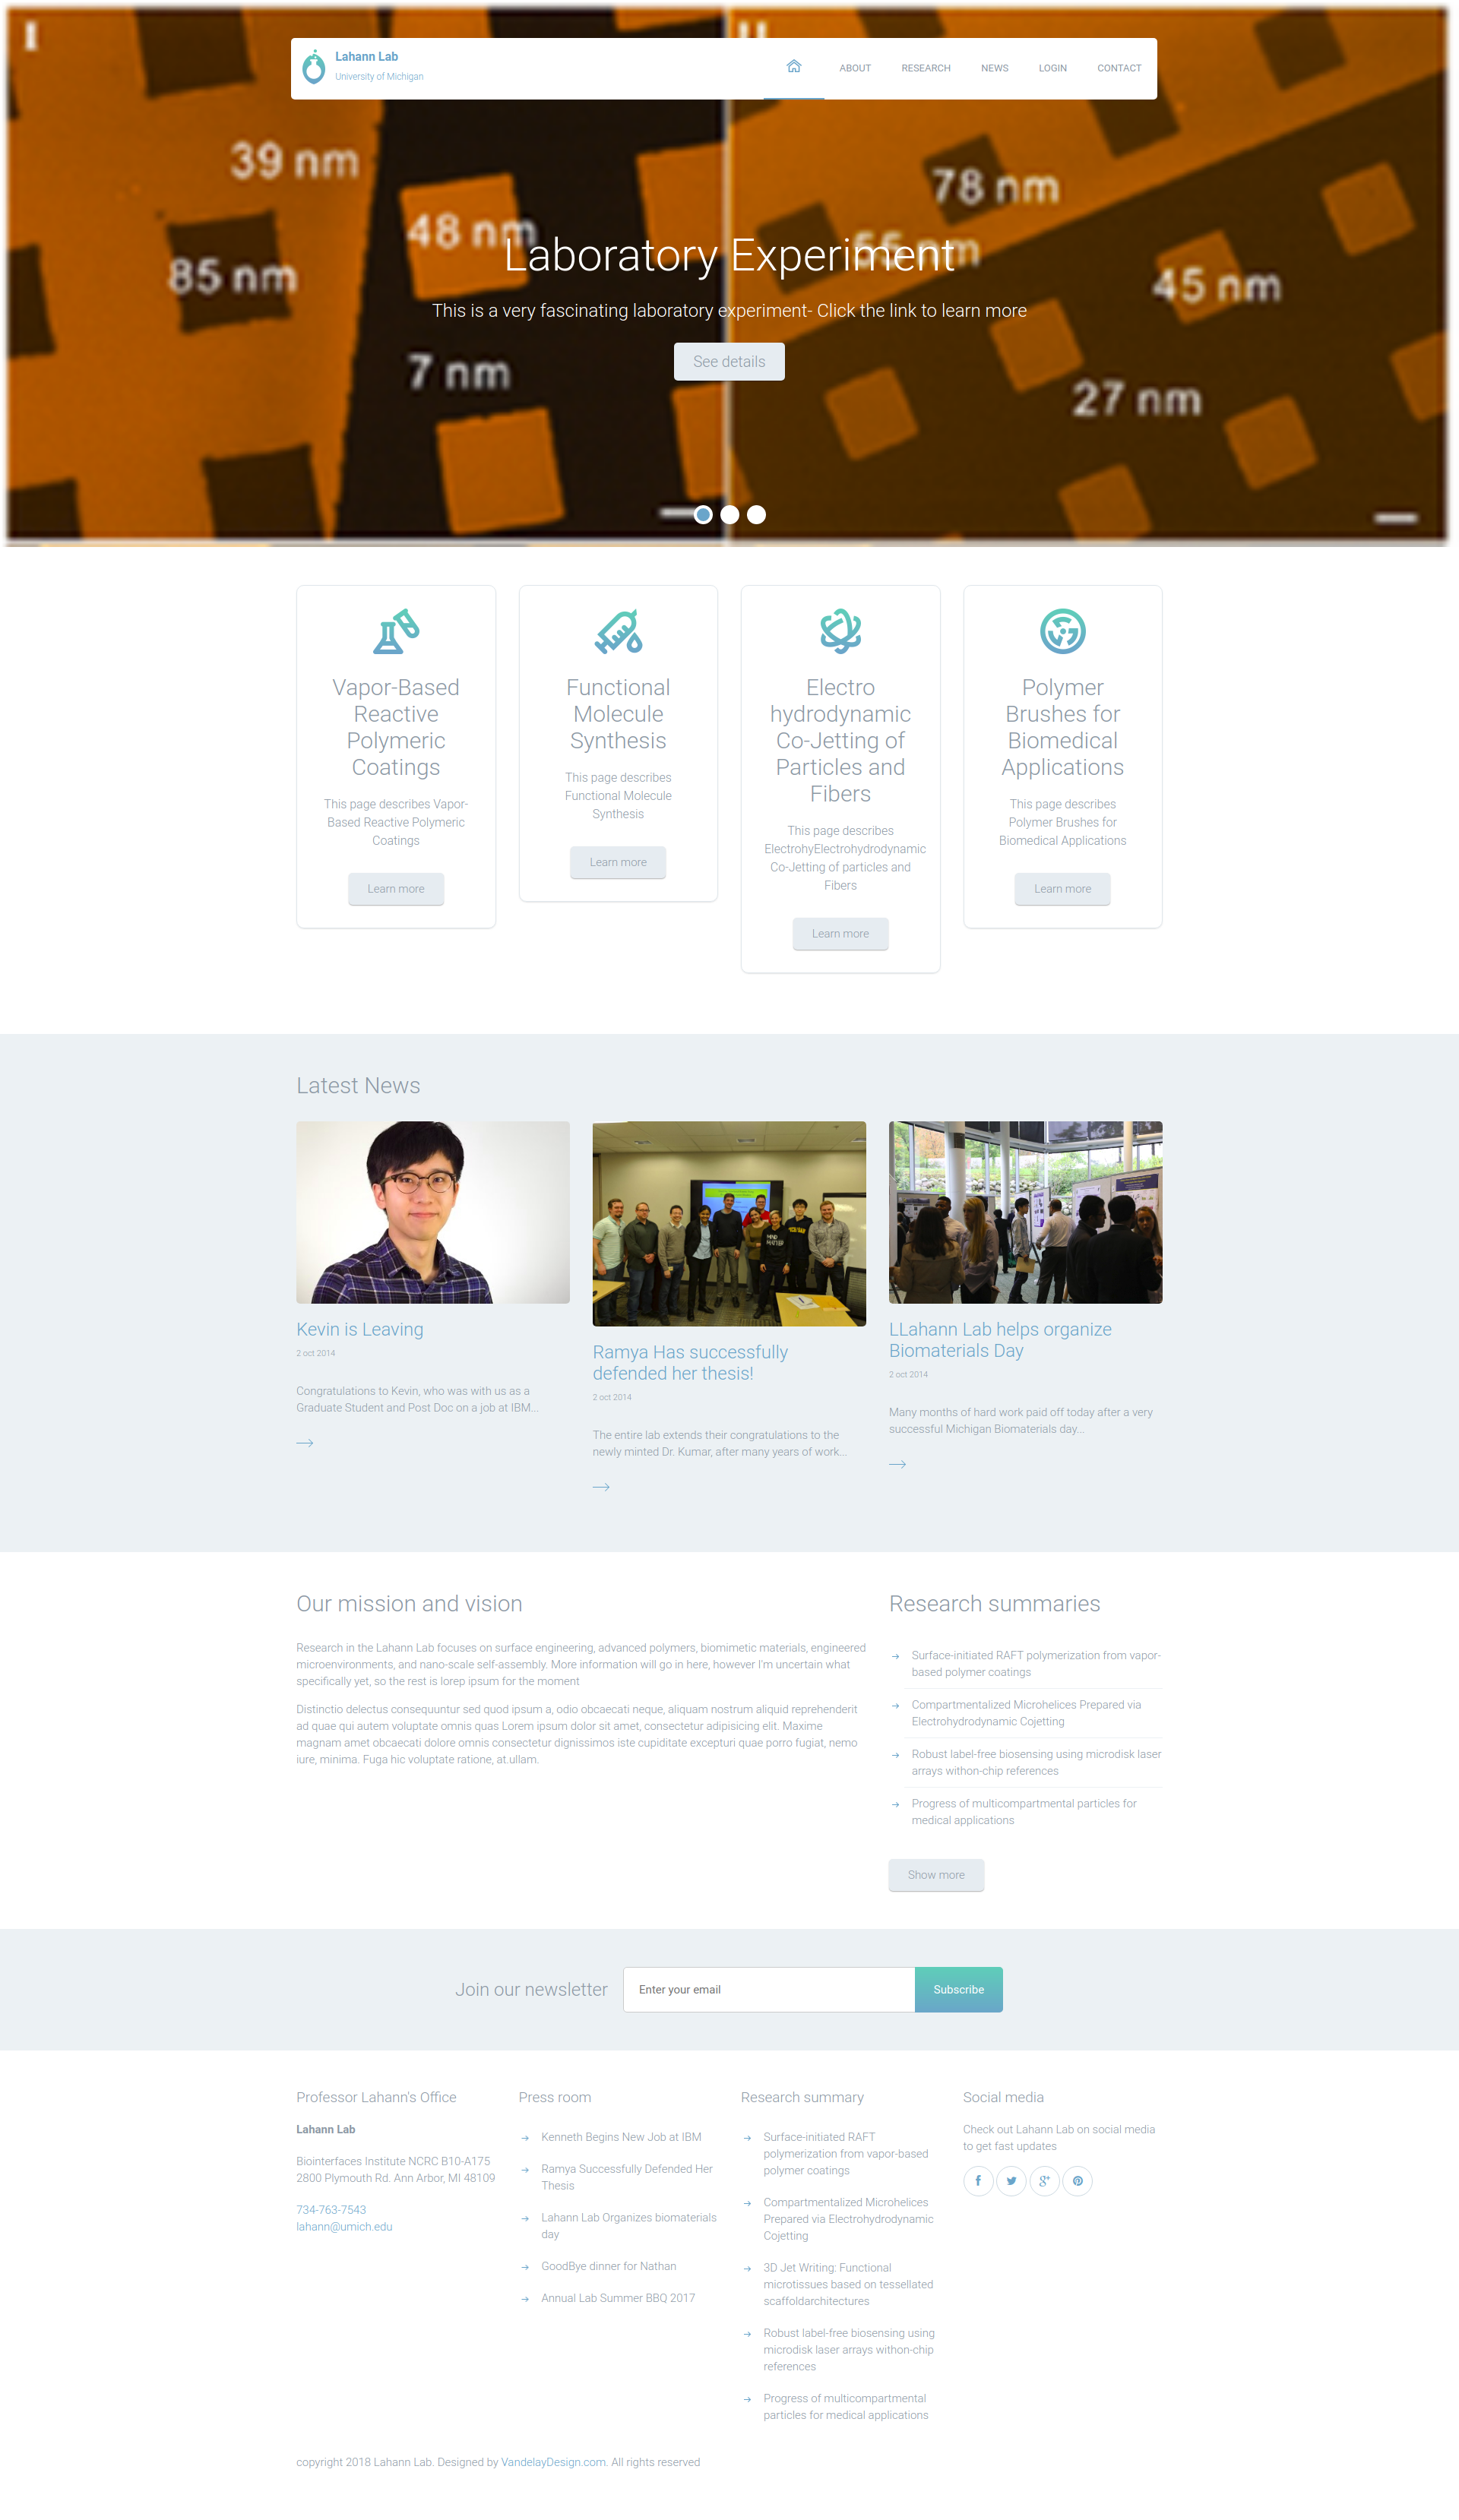 I
II
Lahann Lab
University of Michigan
ABOUT
RESEARCH
NEWS
LOGIN
CONTACT
39 nm
78 nm
48 nm
55 nm
85 nm
45 nm
7 nm
27 nm
Laboratory Experiment
This is a very fascinating laboratory experiment- Click the link to learn more
See details
Vapor-Based
Reactive
Polymeric
Coatings
This page describes Vapor-
Based Reactive Polymeric
Coatings
Learn more
Functional
Molecule
Synthesis
This page describes
Functional Molecule
Synthesis
Learn more
Electro
hydrodynamic
Co-Jetting of
Particles and
Fibers
This page describes
ElectrohyElectrohydrodynamic
Co-Jetting of particles and
Fibers
Learn more
Polymer
Brushes for
Biomedical
Applications
This page describes
Polymer Brushes for
Biomedical Applications
Learn more
Latest News
Kevin is Leaving
2 oct 2014
Congratulations to Kevin, who was with us as a
Graduate Student and Post Doc on a job at IBM...
Ramya Has successfully
defended her thesis!
2 oct 2014
The entire lab extends their congratulations to the
newly minted Dr. Kumar, after many years of work...
LLahann Lab helps organize
Biomaterials Day
2 oct 2014
Many months of hard work paid off today after a very
successful Michigan Biomaterials day...
Our mission and vision
Research in the Lahann Lab focuses on surface engineering, advanced polymers, biomimetic materials, engineered
microenvironments, and nano-scale self-assembly. More information will go in here, however I'm uncertain what
specifically yet, so the rest is lorep ipsum for the moment
Distinctio delectus consequuntur sed quod ipsum a, odio obcaecati neque, aliquam nostrum aliquid reprehenderit
ad quae qui autem voluptate omnis quas Lorem ipsum dolor sit amet, consectetur adipisicing elit. Maxime
magnam amet obcaecati dolore omnis consectetur dignissimos iste cupiditate excepturi quae porro fugiat, nemo
iure, minima. Fuga hic voluptate ratione, at.ullam.
Research summaries
Surface-initiated RAFT polymerization from vapor-
based polymer coatings
Compartmentalized Microhelices Prepared via
Electrohydrodynamic Cojetting
Robust label-free biosensing using microdisk laser
arrays withon-chip references
Progress of multicompartmental particles for
medical applications
Show more
Join our newsletter
Enter your email
Subscribe
Professor Lahann's Office
Lahann Lab
Biointerfaces Institute NCRC B10-A175
2800 Plymouth Rd. Ann Arbor, MI 48109
734-763-7543
lahann@umich.edu
Press room
Kenneth Begins New Job at IBM
Ramya Successfully Defended Her
Thesis
Lahann Lab Organizes biomaterials
day
GoodBye dinner for Nathan
Annual Lab Summer BBQ 2017
Research summary
Surface-initiated RAFT
polymerization from vapor-based
polymer coatings
Compartmentalized Microhelices
Prepared via Electrohydrodynamic
Cojetting
3D Jet Writing: Functional
microtissues based on tessellated
scaffoldarchitectures
Robust label-free biosensing using
microdisk laser arrays withon-chip
references
Progress of multicompartmental
particles for medical applications
Social media
Check out Lahann Lab on social media
to get fast updates
copyright 2018 Lahann Lab. Designed by VandelayDesign.com. All rights reserved